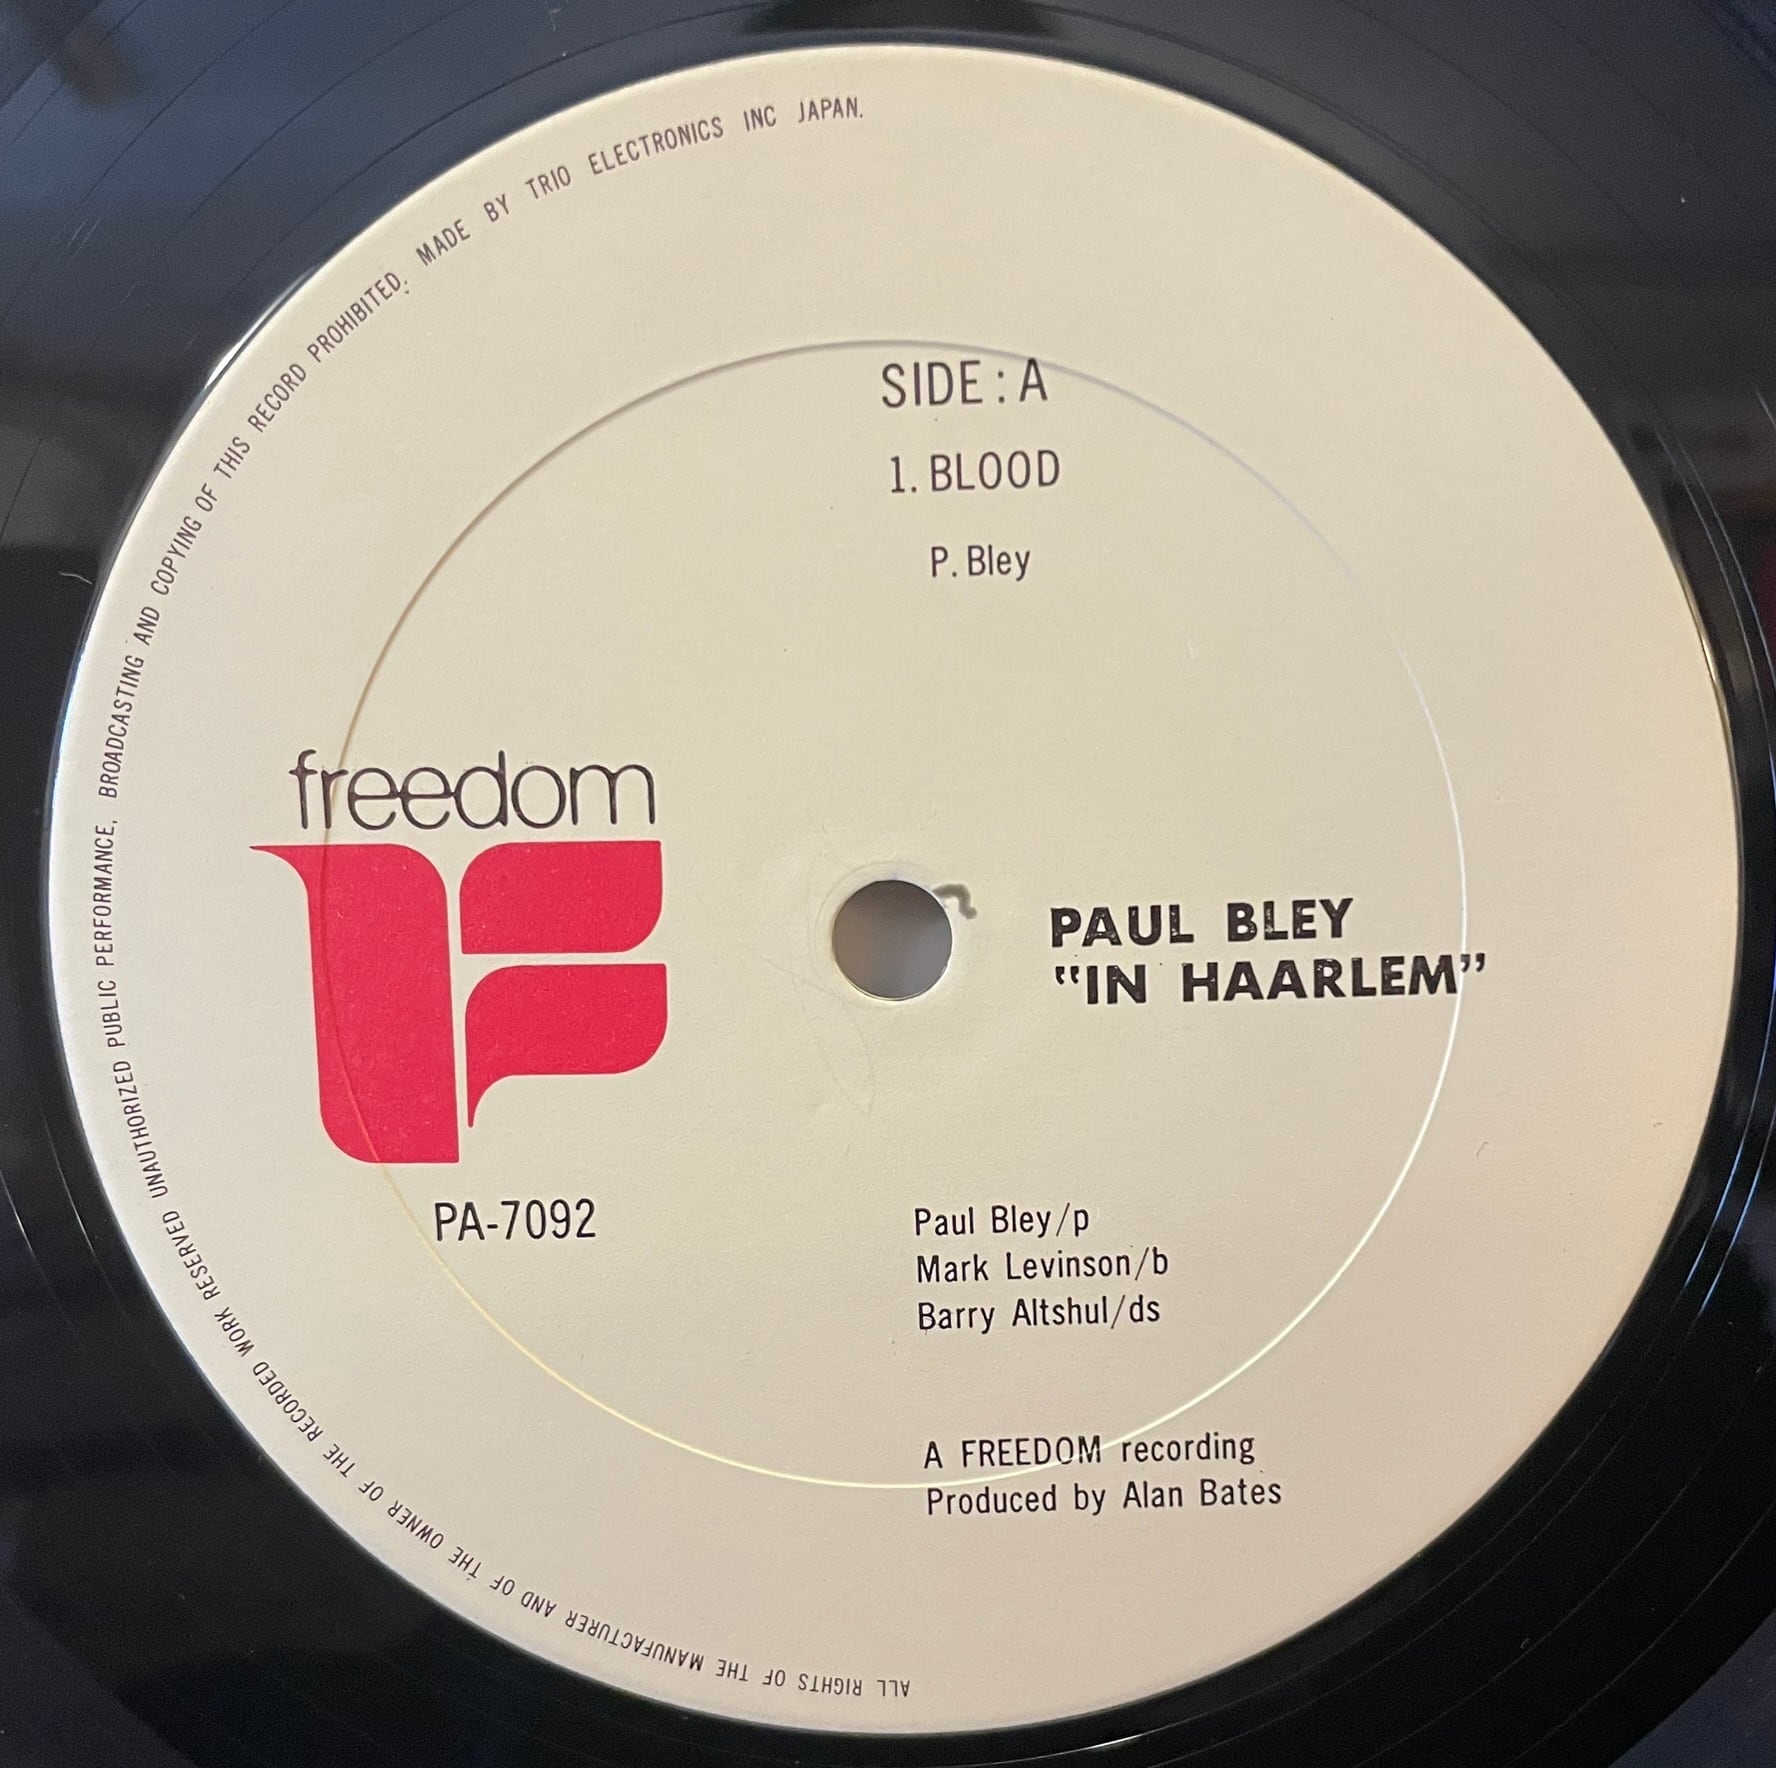 SIDE : A
1. BLOOD
P. Bley
freedom
PAUL BLEY
"IN HAARLEM"
PA-7092
Paul Bley/p
Mark Levinson/b
Barry Altshul/ds
A FREEDOM recording
Produced by Alan Bates
ALL RIGHTS OF THE MANUFACTURER AND OF THE OWNER OF THE RECORDED WORK RESERVED UNAUTHORIZED PUBLIC PERFORMANCE, BROADCASTING AND COPYING OF THIS RECORD PROHIBITED. MADE BY TRIO ELECTRONICS INC JAPAN.